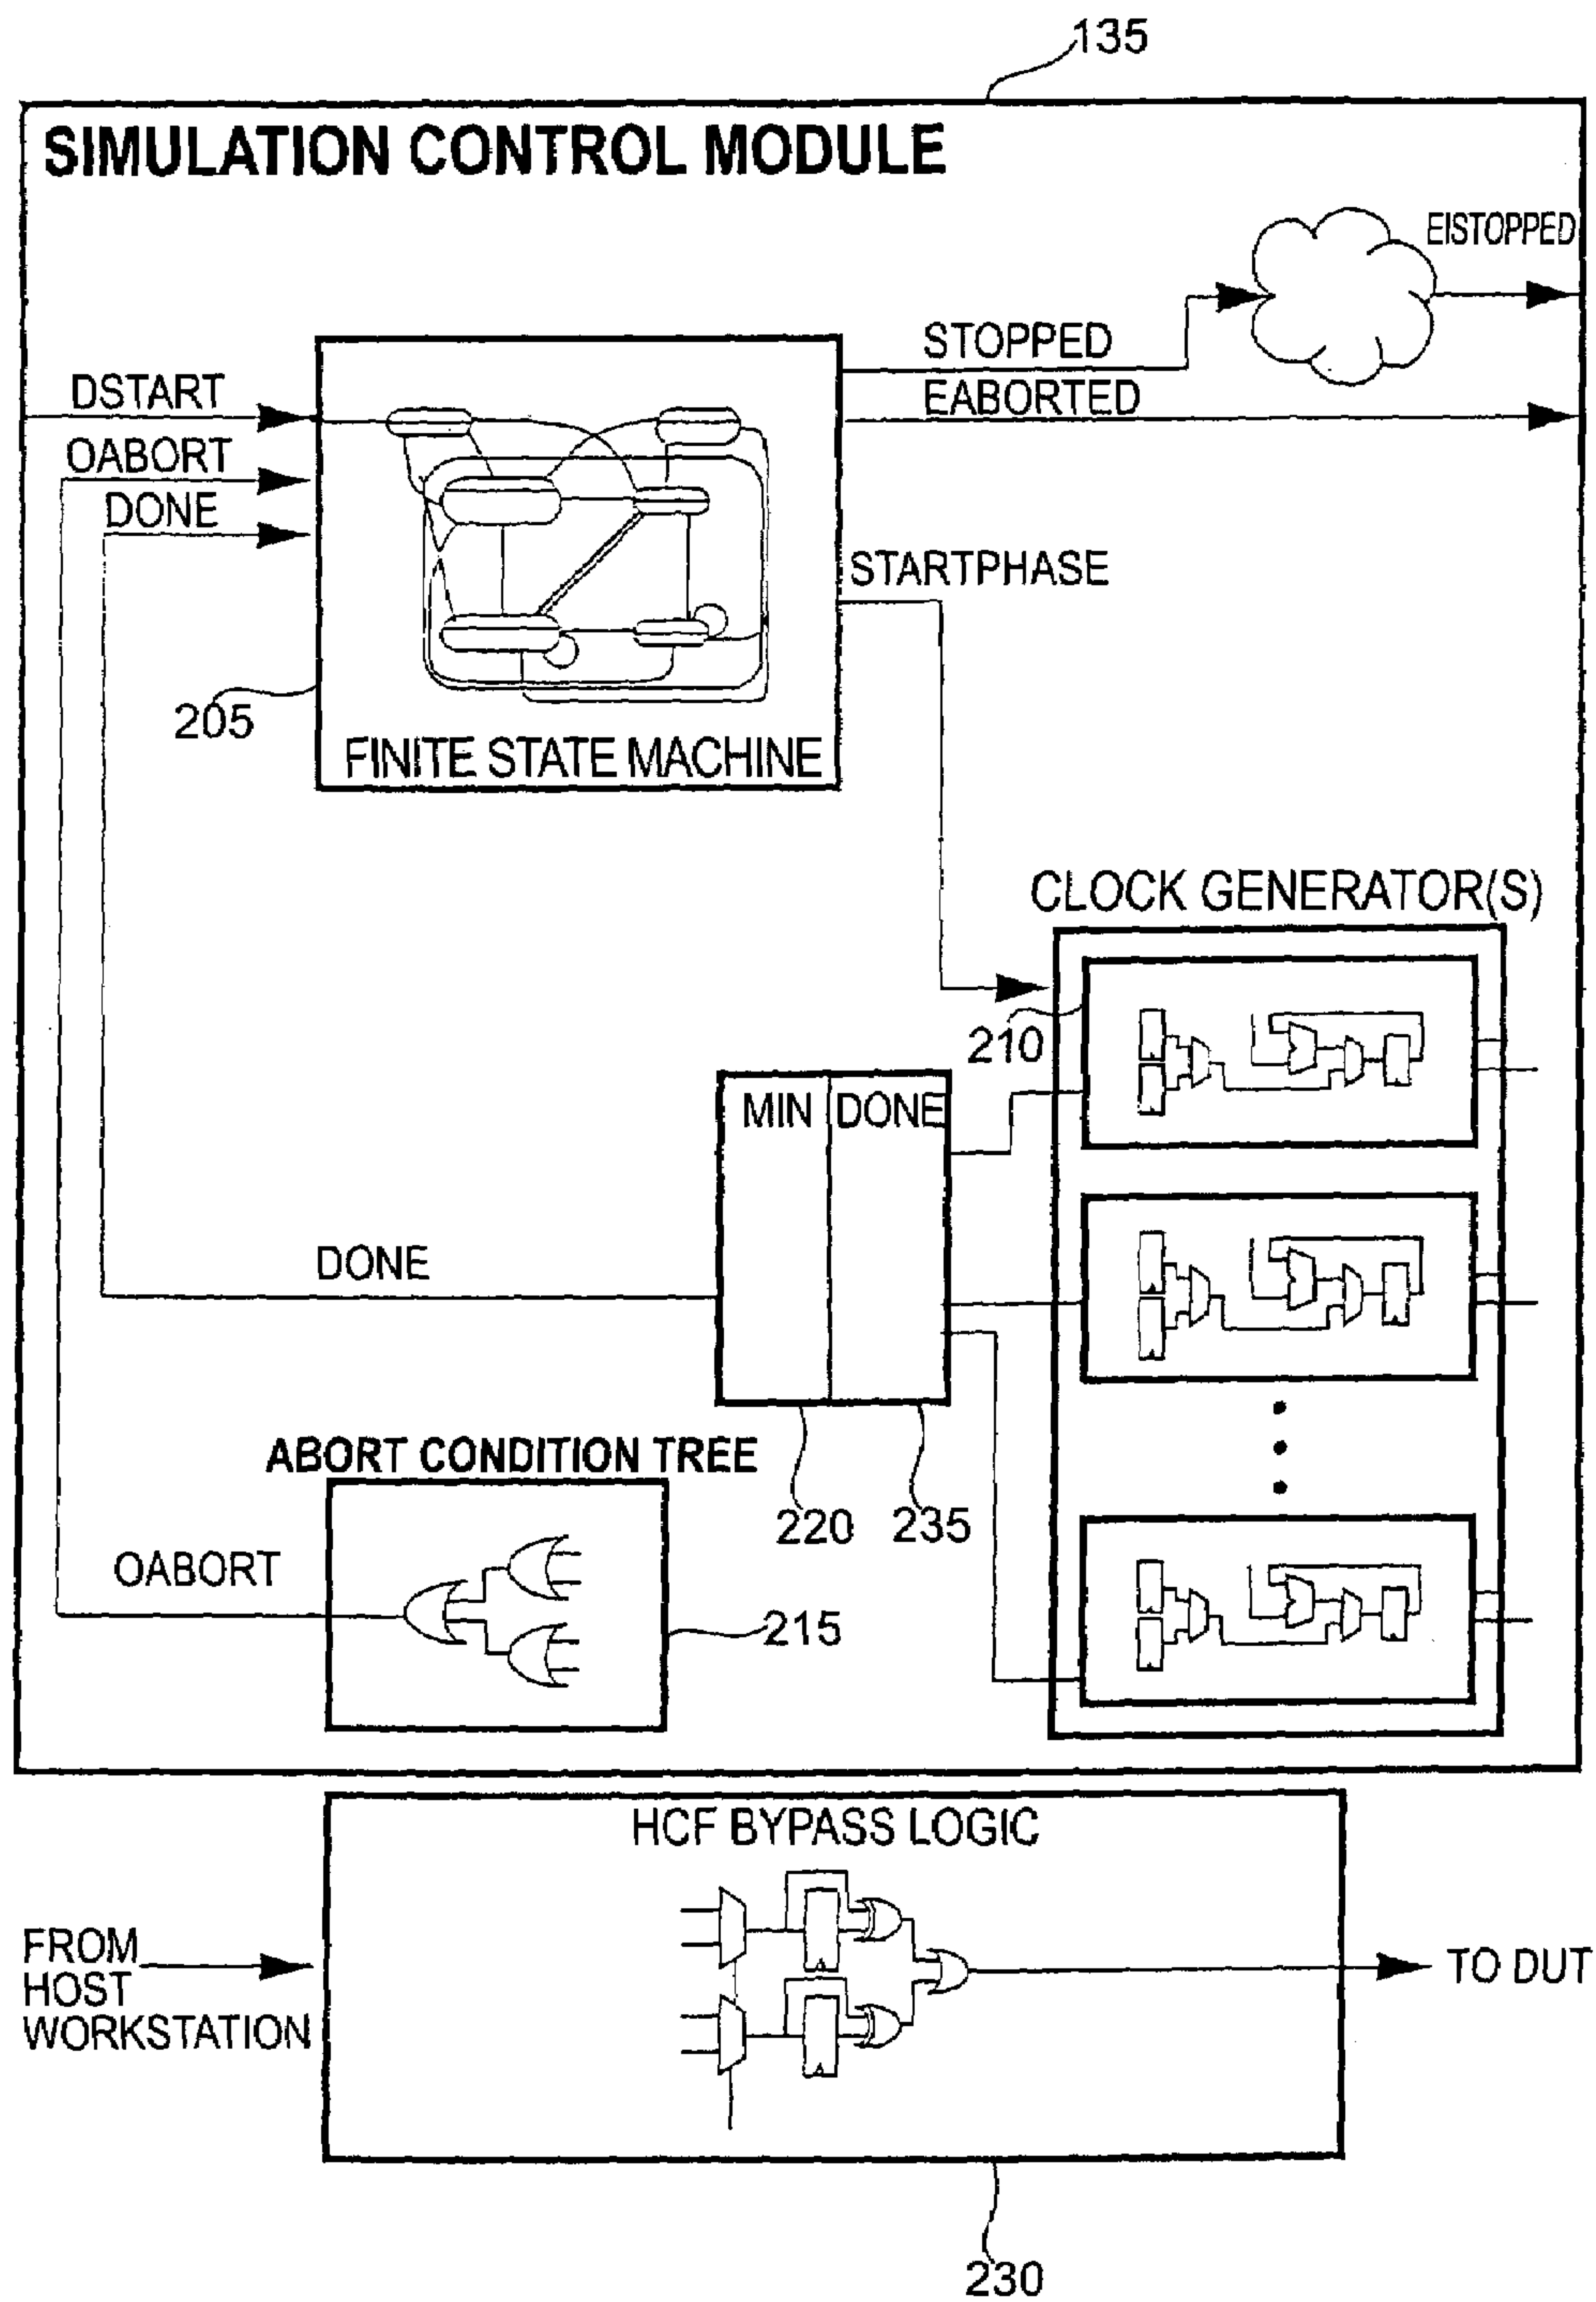 135
SIMULATION CONTROL MODULE
EISTOPPED
STOPPED
DSTART
EABORTED
OABORT
DONE
STARTPHASE
205
FINITE STATE MACHINE
CLOCK GENERATOR(S)
210
MIN DONE
DONE
ABORT CONDITION TREE
220 235
OABORT
215
HCF BYPASS LOGIC
FROM
HOST
WORKSTATION
TO DUT
230